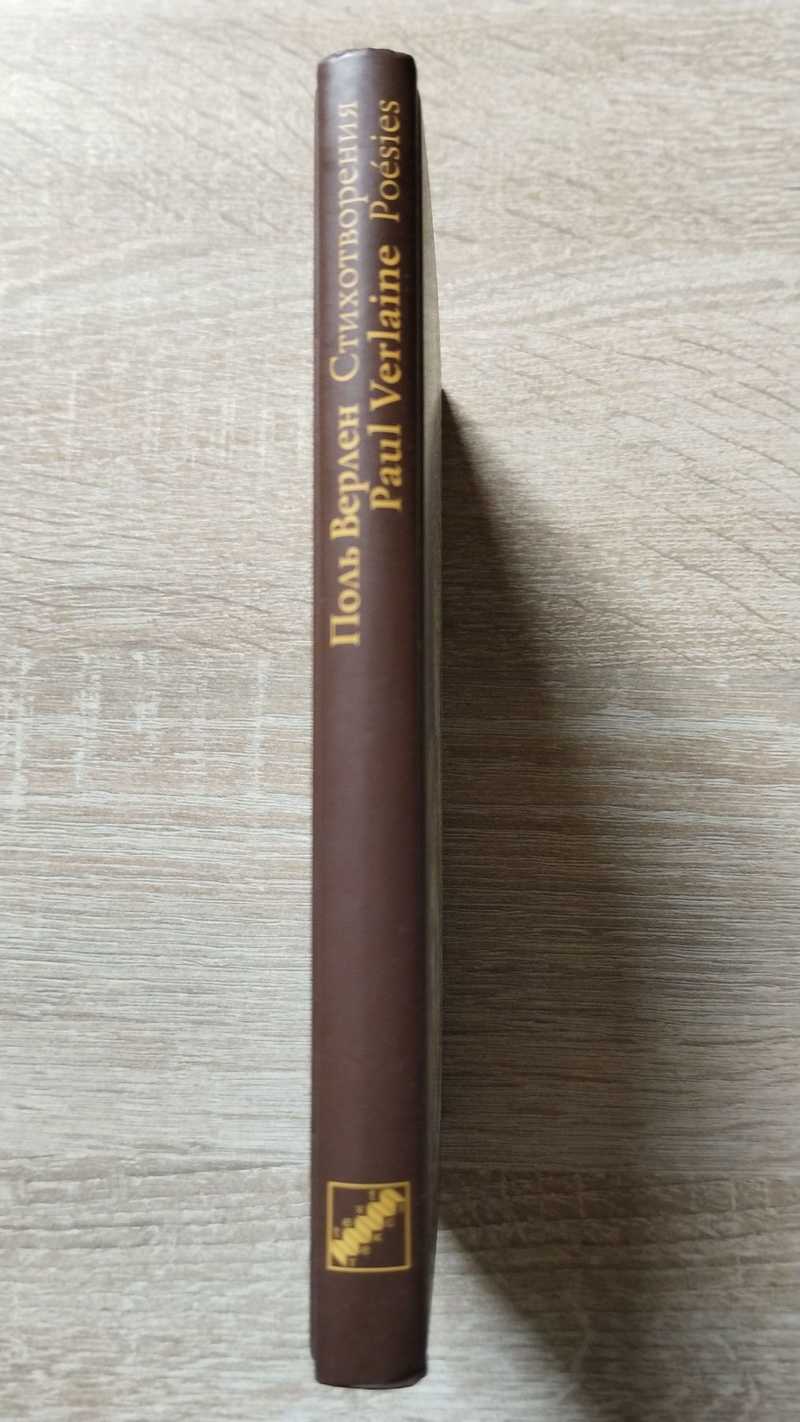 Поль Верлен Стихотворения
Paul Verlaine Poésies